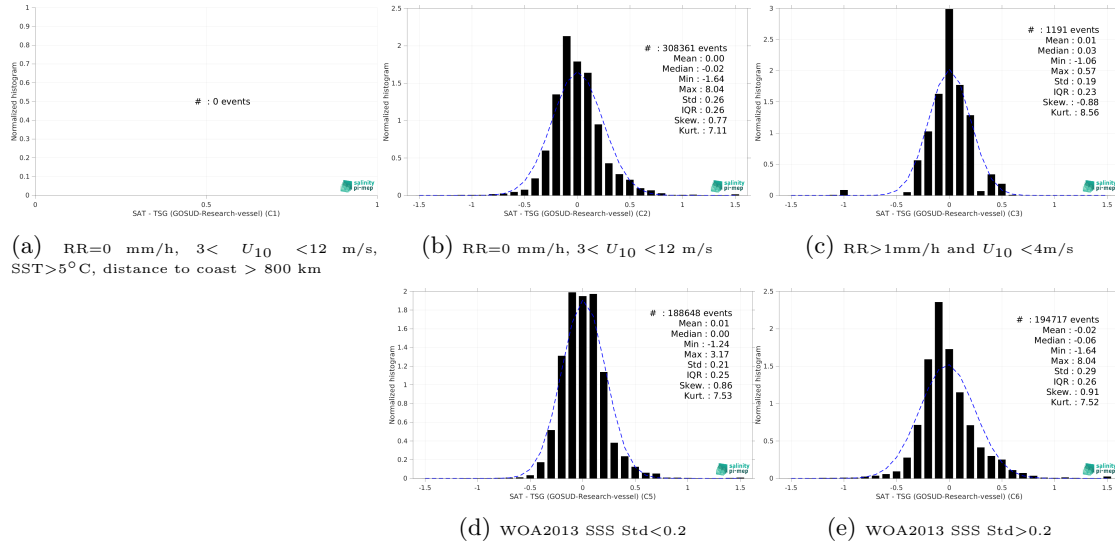 Normalized histogram
1
0.9
0.8
0.7
0.6
0.5
0.4
0.3
0.2
0.1
0
# : 0 events
salinity
pi-mep
0
0.5
1
SAT - TSG (GOSUD-Research-vessel) (C1)
(a) RR=0 mm/h, 3< U10 <12 m/s,
SST>5°C, distance to coast > 800 km
Normalized histogram
2.5
2
1.5
1
0.5
0
# : 308361 events
Mean : 0.00
Median : -0.02
Min : -1.64
Max : 8.04
Std : 0.26
IQR : 0.26
Skew. : 0.77
Kurt. : 7.11
salinity
pi-mep
-1.5
-1
-0.5
0
0.5
1
1.5
SAT - TSG (GOSUD-Research-vessel) (C2)
(b) RR=0 mm/h, 3< U10 <12 m/s
Normalized histogram
3
2.5
2
1.5
1
0.5
0
# : 1191 events
Mean : 0.01
Median : 0.03
Min : -1.06
Max : 0.57
Std : 0.19
IQR : 0.23
Skew. : -0.88
Kurt. : 8.56
salinity
pi-mep
-1.5
-1
-0.5
0
0.5
1
1.5
SAT - TSG (GOSUD-Research-vessel) (C3)
(c) RR>1mm/h and U10 <4m/s
Normalized histogram
2
1.8
1.6
1.4
1.2
1
0.8
0.6
0.4
0.2
0
# : 188648 events
Mean : 0.01
Median : 0.00
Min : -1.24
Max : 3.17
Std : 0.21
IQR : 0.25
Skew. : 0.86
Kurt. : 7.53
salinity
pi-mep
-1.5
-1
-0.5
0
0.5
1
1.5
SAT - TSG (GOSUD-Research-vessel) (C5)
(d) WOA2013 SSS Std<0.2
Normalized histogram
2.5
2
1.5
1
0.5
0
# : 194717 events
Mean : -0.02
Median : -0.06
Min : -1.64
Max : 8.04
Std : 0.29
IQR : 0.26
Skew. : 0.91
Kurt. : 7.52
salinity
pi-mep
-1.5
-1
-0.5
0
0.5
1
1.5
SAT - TSG (GOSUD-Research-vessel) (C6)
(e) WOA2013 SSS Std>0.2